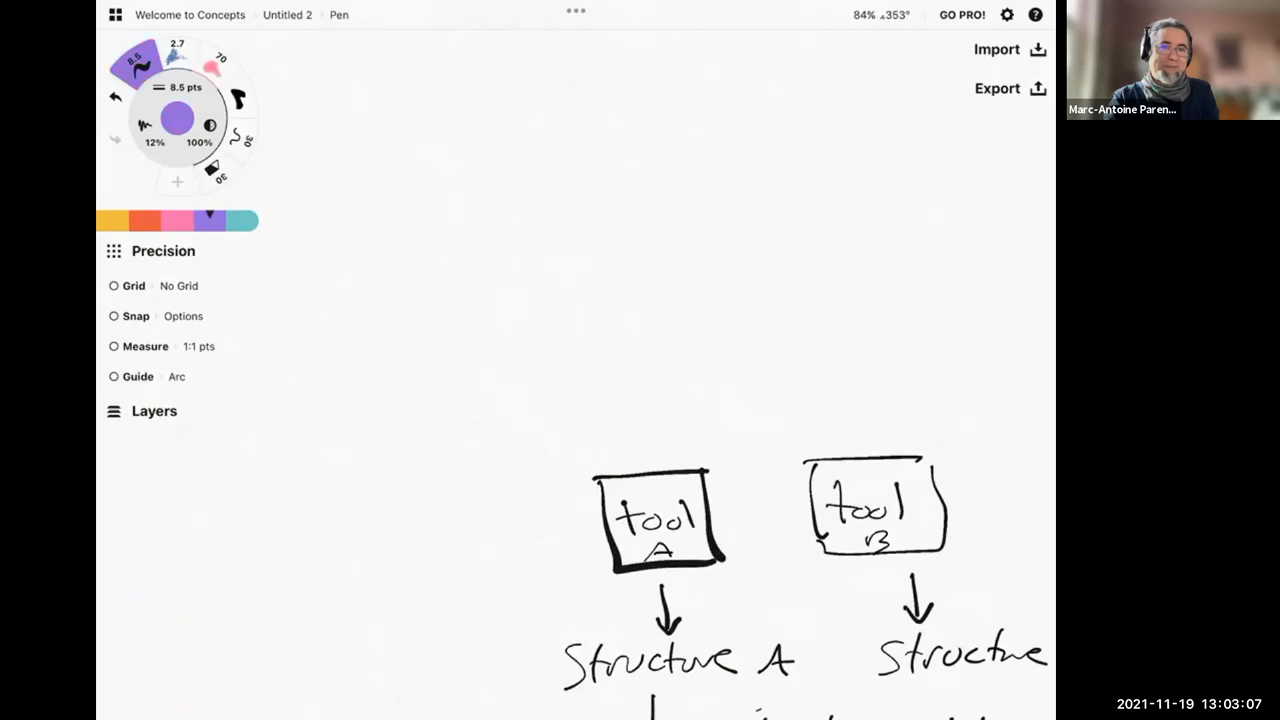 Welcome to Concepts Untitled 2 Pen
84% 353° GO PRO!
Import
Export
2.7
8.5
70
8.5 pts
12% 100%
30
30
Precision
Grid No Grid
Snap Options
Measure 1:1 pts
Guide Arc
Layers
tool A
tool B
Structure A
Structure
Marc-Antoine Paren...
2021-11-19 13:03:07